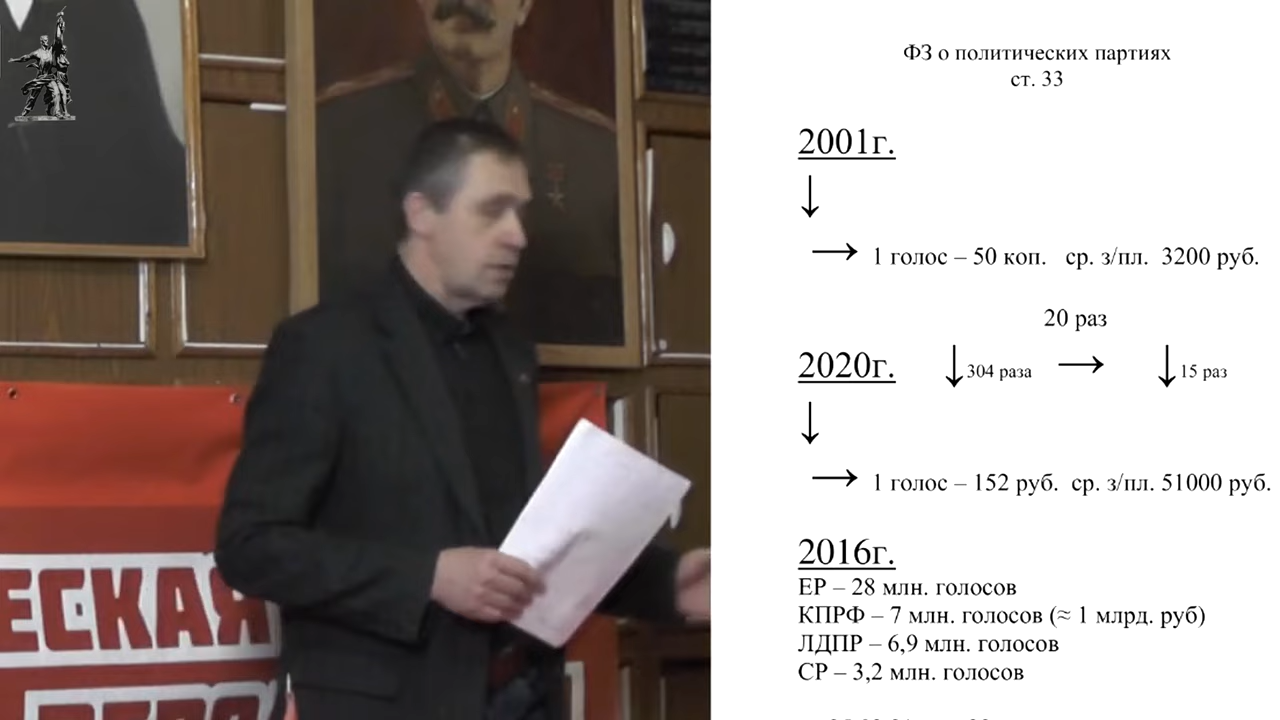 ФЗ о политических партиях
ст. 33
2001г.
↓
→ 1 голос – 50 коп. ср. з/пл. 3200 руб.
20 раз
2020г. ↓ 304 раза → ↓ 15 раз
↓
→ 1 голос – 152 руб. ср. з/пл. 51000 руб.
2016г.
ЕР – 28 млн. голосов
КПРФ – 7 млн. голосов (≈ 1 млрд. руб)
ЛДПР – 6,9 млн. голосов
СР – 3,2 млн. голосов
ЕСКАЯ